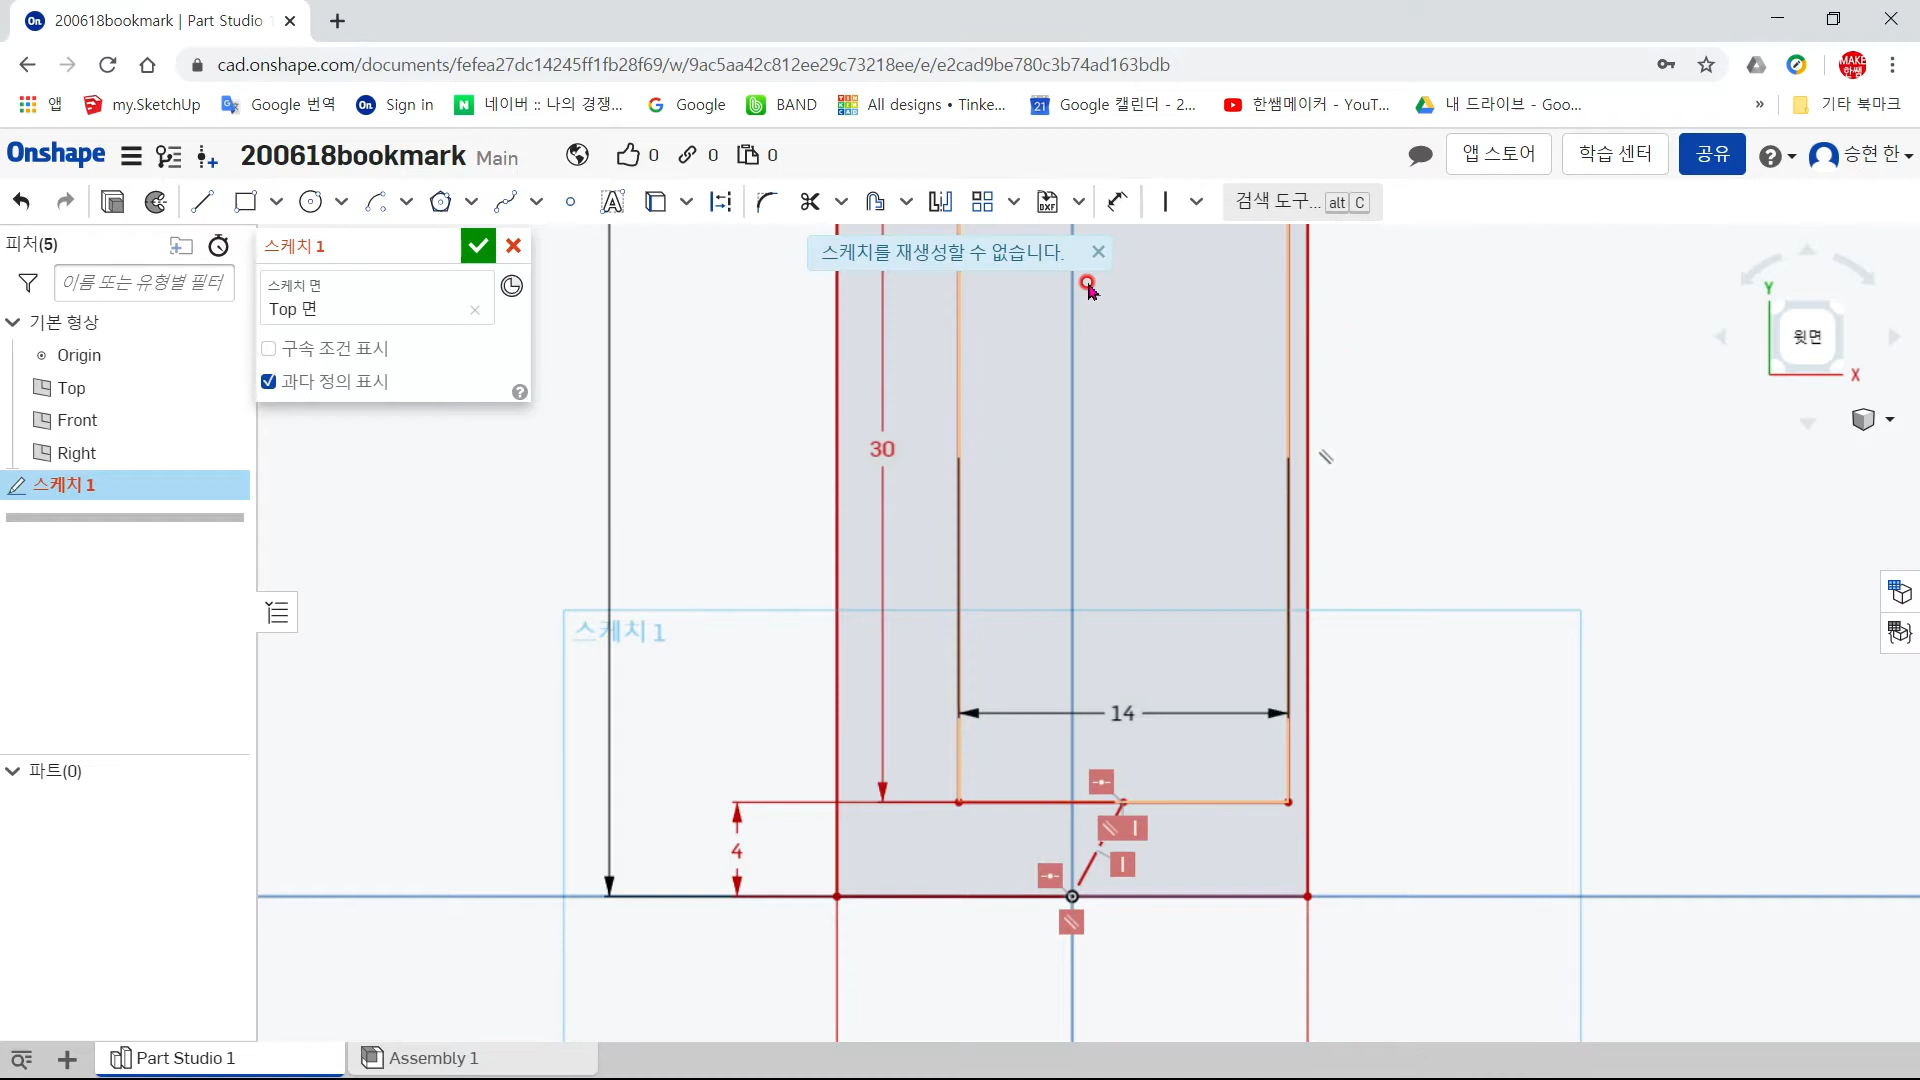 On 200618bookmark | Part Studio
cad.onshape.com/documents/fefea27dc14245ff1fb28f69/w/9ac5aa42c812ee29c73218ee/e/e2cad9be780c3b74ad163bdb
MAKE 한쌤
앱 my.SketchUp Google 번역 On Sign in N 네이버 :: 나의 경쟁... Google BAND All designs • Tinke... 21 Google 캘린더 - 2... 한쌤메이커 - YouT... 내 드라이브 - Goo... » 기타 북마크
Onshape 200618bookmark Main 0 0 0 앱 스토어 학습 센터 공유 승현 한
검색 도구... alt C
피처(5)
스케치 1
스케치를 재생성할 수 없습니다.
이름 또는 유형별 필터
스케치 면
Top 면
구속 조건 표시
과다 정의 표시
기본 형상
Origin
Top
Front
Right
스케치 1
Y
윗면
X
30
스케치 1
14
4
파트(0)
Part Studio 1
Assembly 1